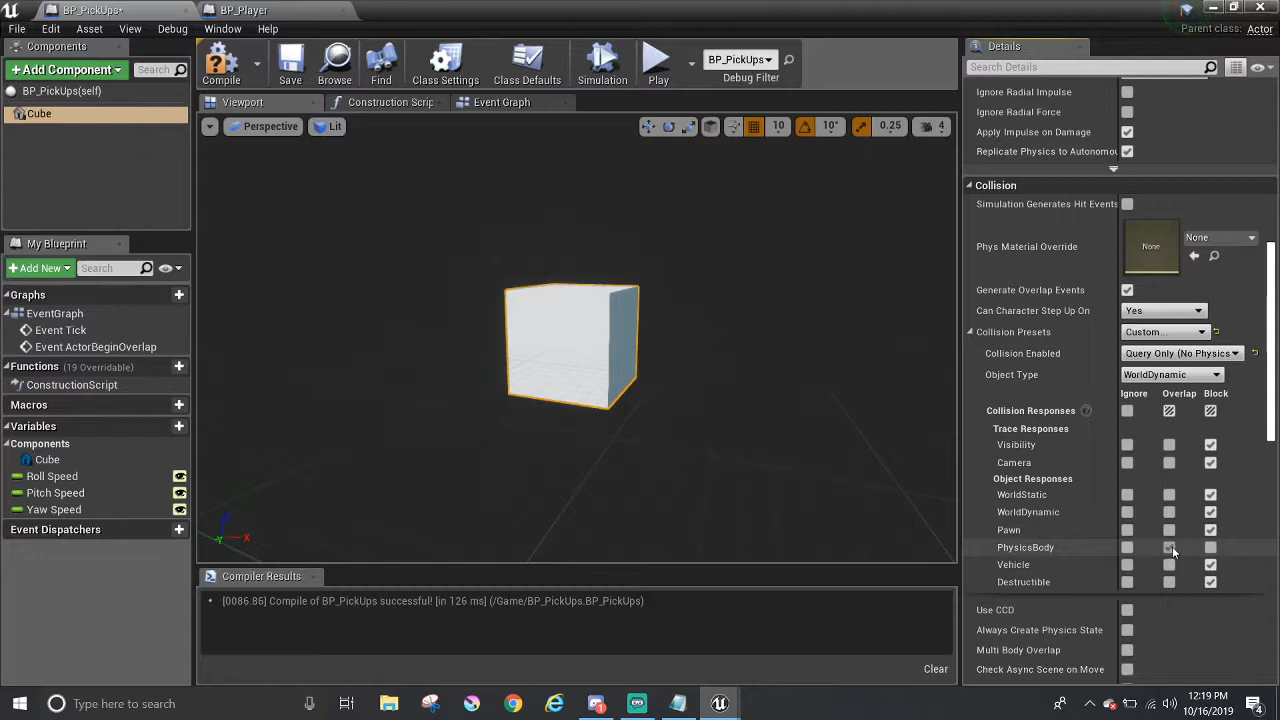 BP_PickUps*
BP_Player
File Edit Asset View Debug Window Help
Parent class: Actor
Components
Add Component
Search
BP_PickUps(self)
Cube
Compile
Save
Browse
Find
Class Settings
Class Defaults
Simulation
Play
BP_PickUps
Debug Filter
Viewport
Construction Scrip
Event Graph
Perspective
Lit
10
10°
0.25
4
My Blueprint
Add New
Search
Graphs
EventGraph
Event Tick
Event ActorBeginOverlap
Functions (19 Overridable)
ConstructionScript
Macros
Variables
Components
Cube
Roll Speed
Pitch Speed
Yaw Speed
Event Dispatchers
Z
X
Y
Compiler Results
[0086.86] Compile of BP_PickUps successful! [in 126 ms] (/Game/BP_PickUps.BP_PickUps)
Clear
Details
Search Details
Ignore Radial Impulse
Ignore Radial Force
Apply Impulse on Damage
Replicate Physics to Autonomou
Collision
Simulation Generates Hit Events
Phys Material Override
None
None
Generate Overlap Events
Can Character Step Up On
Yes
Collision Presets
Custom...
Collision Enabled
Query Only (No Physics
Object Type
WorldDynamic
Ignore Overlap Block
Collision Responses
Trace Responses
Visibility
Camera
Object Responses
WorldStatic
WorldDynamic
Pawn
PhysicsBody
Vehicle
Destructible
Use CCD
Always Create Physics State
Multi Body Overlap
Check Async Scene on Move
Type here to search
12:19 PM
10/16/2019